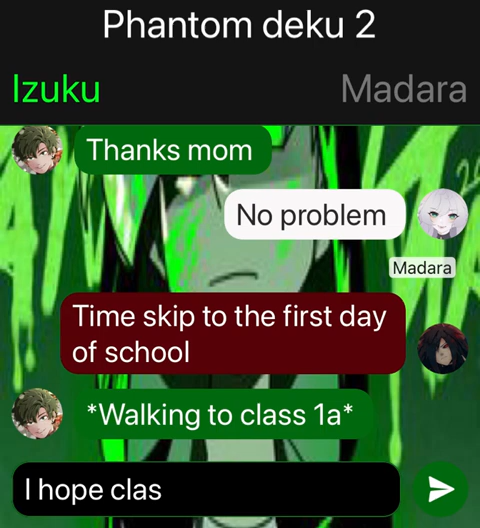 Phantom deku 2
Izuku
Madara
Thanks mom
No problem
Madara
Time skip to the first day
of school
*Walking to class 1a*
I hope clas